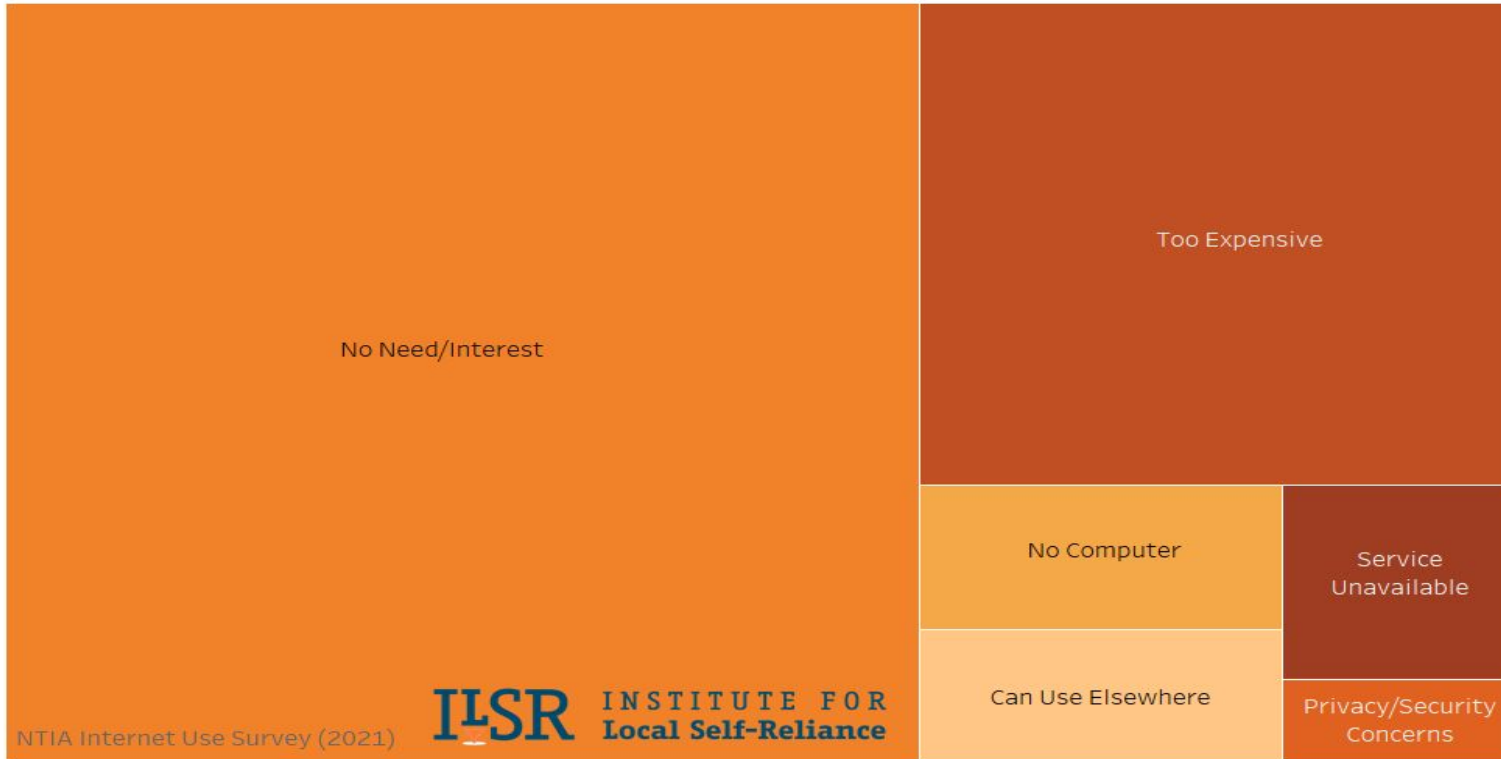 No Need/Interest
Too Expensive
No Computer
Service
Unavailable
Can Use Elsewhere
Privacy/Security
Concerns
NTIA Internet Use Survey (2021)
ILSR
INSTITUTE FOR
Local Self-Reliance